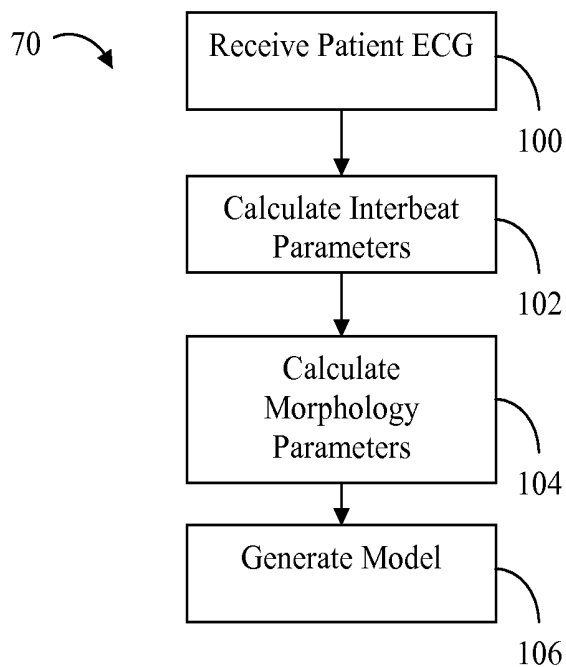 70
Receive Patient ECG
100
Calculate Interbeat
Parameters
102
Calculate
Morphology
Parameters
104
Generate Model
106